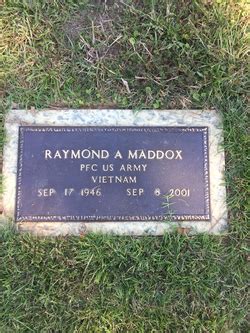 RAYMOND A MADDOX
PFC US ARMY
VIETNAM
SEP 17 1946 SEP 8 2001